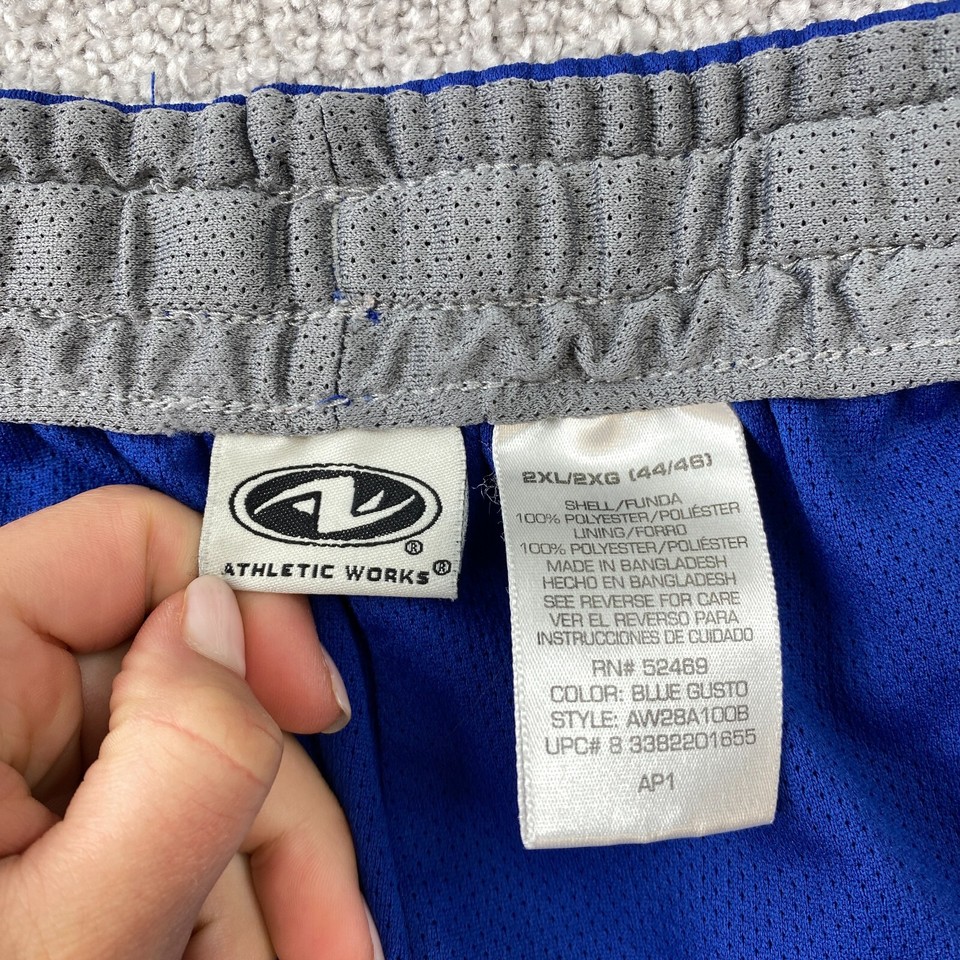 ®
ATHLETIC WORKS®
2XL/2XG (44/46)
SHELL/FUNDA
100% POLYESTER/POLIÉSTER
LINING/FORRO
100% POLYESTER/POLIÉSTER
MADE IN BANGLADESH
HECHO EN BANGLADESH
SEE REVERSE FOR CARE
VER EL REVERSO PARA
INSTRUCCIONES DE CUIDADO
RN# 52469
COLOR: BLUE GUSTO
STYLE: AW28A100B
UPC# 8 3382201655
AP1